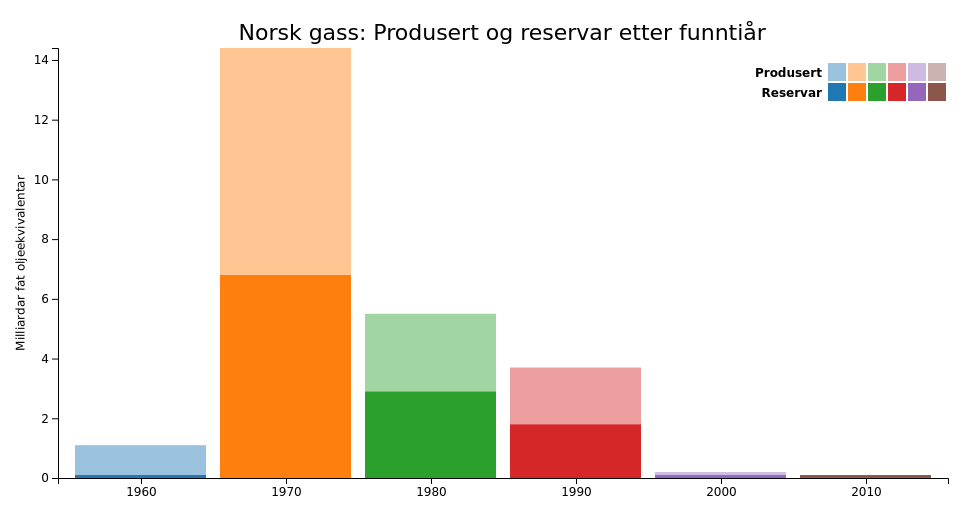 Norsk gass: Produsert og reservar etter funntiår
Produsert
Reservar
Milliardar fat oljeekvivalentar
14
12
10
8
6
4
2
0
1960 1970 1980 1990 2000 2010